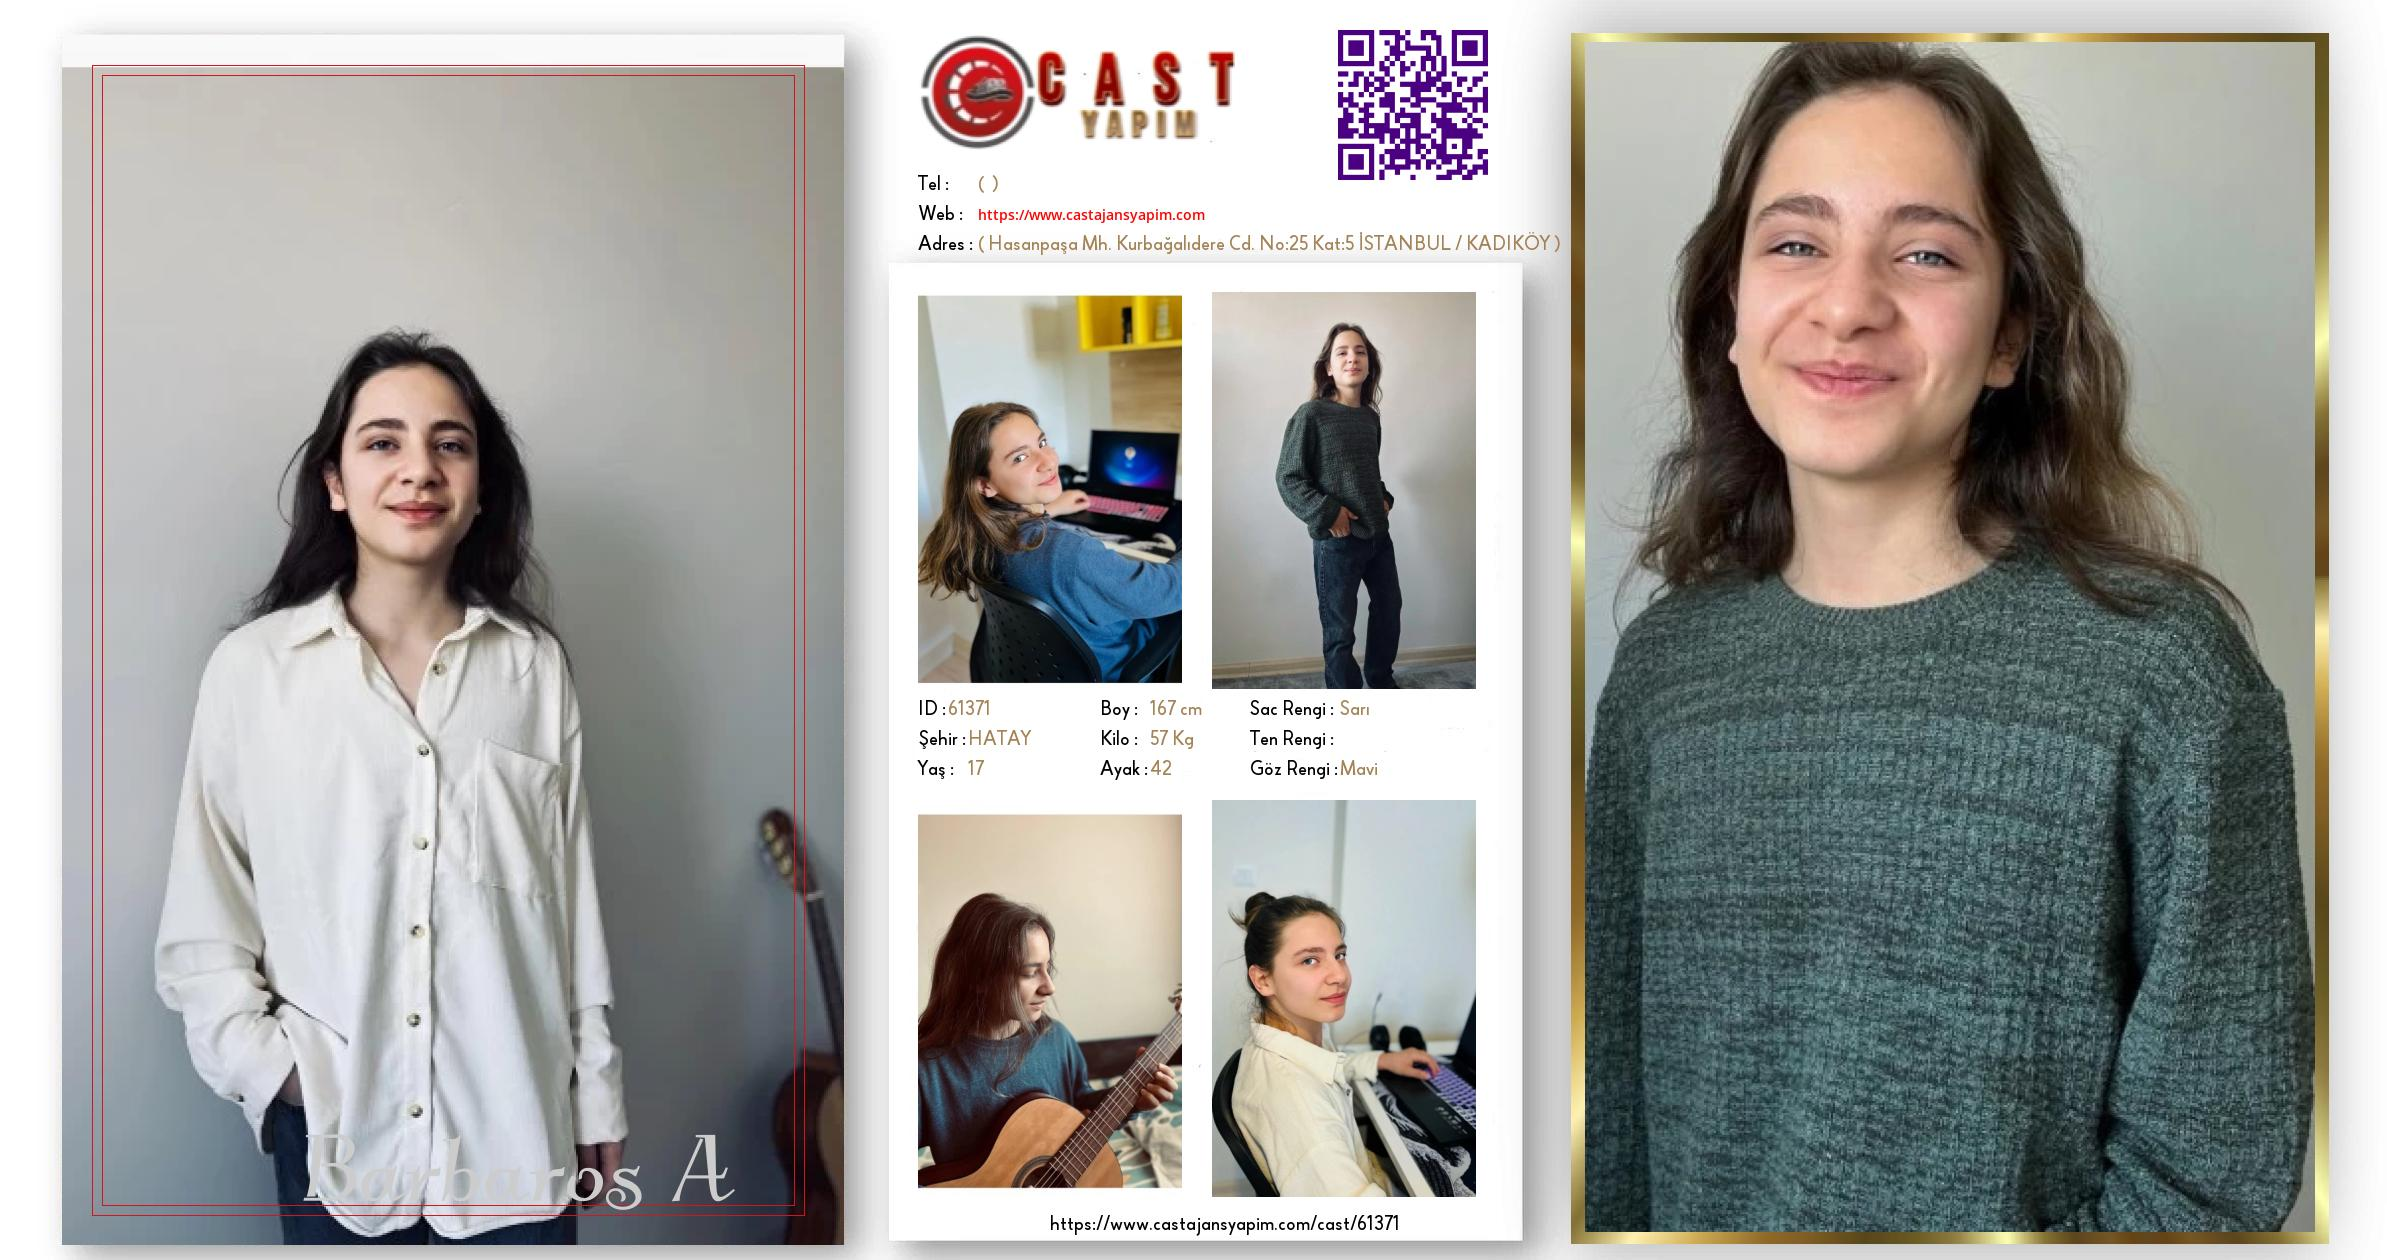 CAST
YAPIM
Tel : ( )
Web : https://www.castajansyapim.com
Adres : ( Hasanpaşa Mh. Kurbağalıdere Cd. No:25 Kat:5 İSTANBUL / KADIKÖY )
ID : 61371 Boy : 167 cm Sac Rengi : Sarı
Şehir : HATAY Kilo : 57 Kg Ten Rengi :
Yaş : 17 Ayak : 42 Göz Rengi : Mavi
Barbaros A
https://www.castajansyapim.com/cast/61371